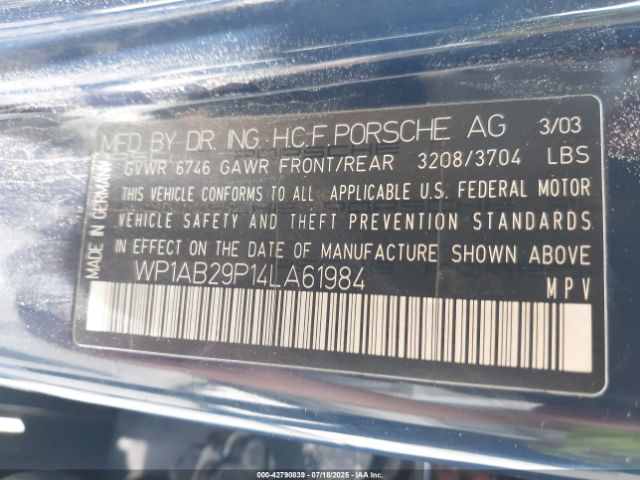 MFD BY DR. ING. H.C.F. PORSCHE AG 3/03
GVWR 6746 GAWR FRONT/REAR 3208/3704 LBS
THIS VEHICLE CONFORMS TO ALL APPLICABLE U.S. FEDERAL MOTOR
VEHICLE SAFETY AND THEFT PREVENTION STANDARDS
IN EFFECT ON THE DATE OF MANUFACTURE SHOWN ABOVE
WP1AB29P14LA61984 MPV
MADE IN GERMANY
000-42790839 07/18/2025 IAA Inc.